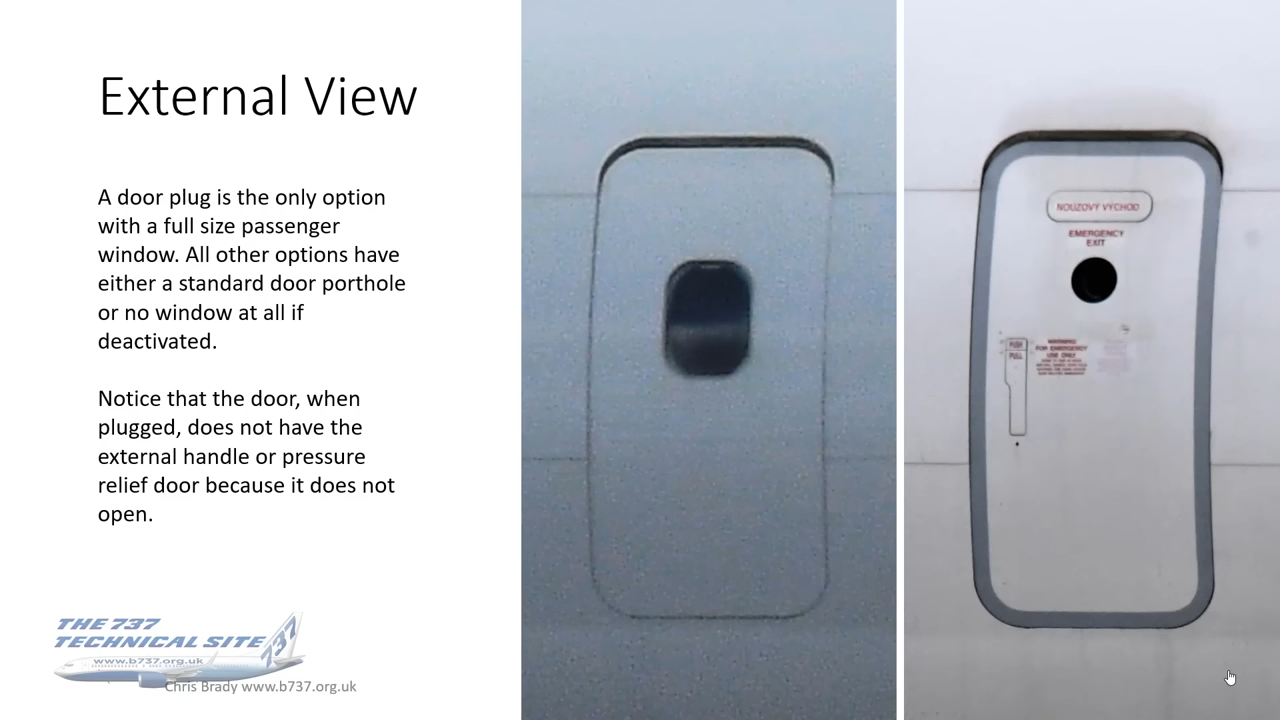 External View
A door plug is the only option
with a full size passenger
window. All other options have
either a standard door porthole
or no window at all if
deactivated.
Notice that the door, when
plugged, does not have the
external handle or pressure
relief door because it does not
open.
THE 737
TECHNICAL SITE
737
www.b737.org.uk
Chris Brady www.b737.org.uk
NOUZOVÝ VÝCHOD
EMERGENCY
EXIT
PUSH
PULL
WARNING
FOR EMERGENCY
USE ONLY